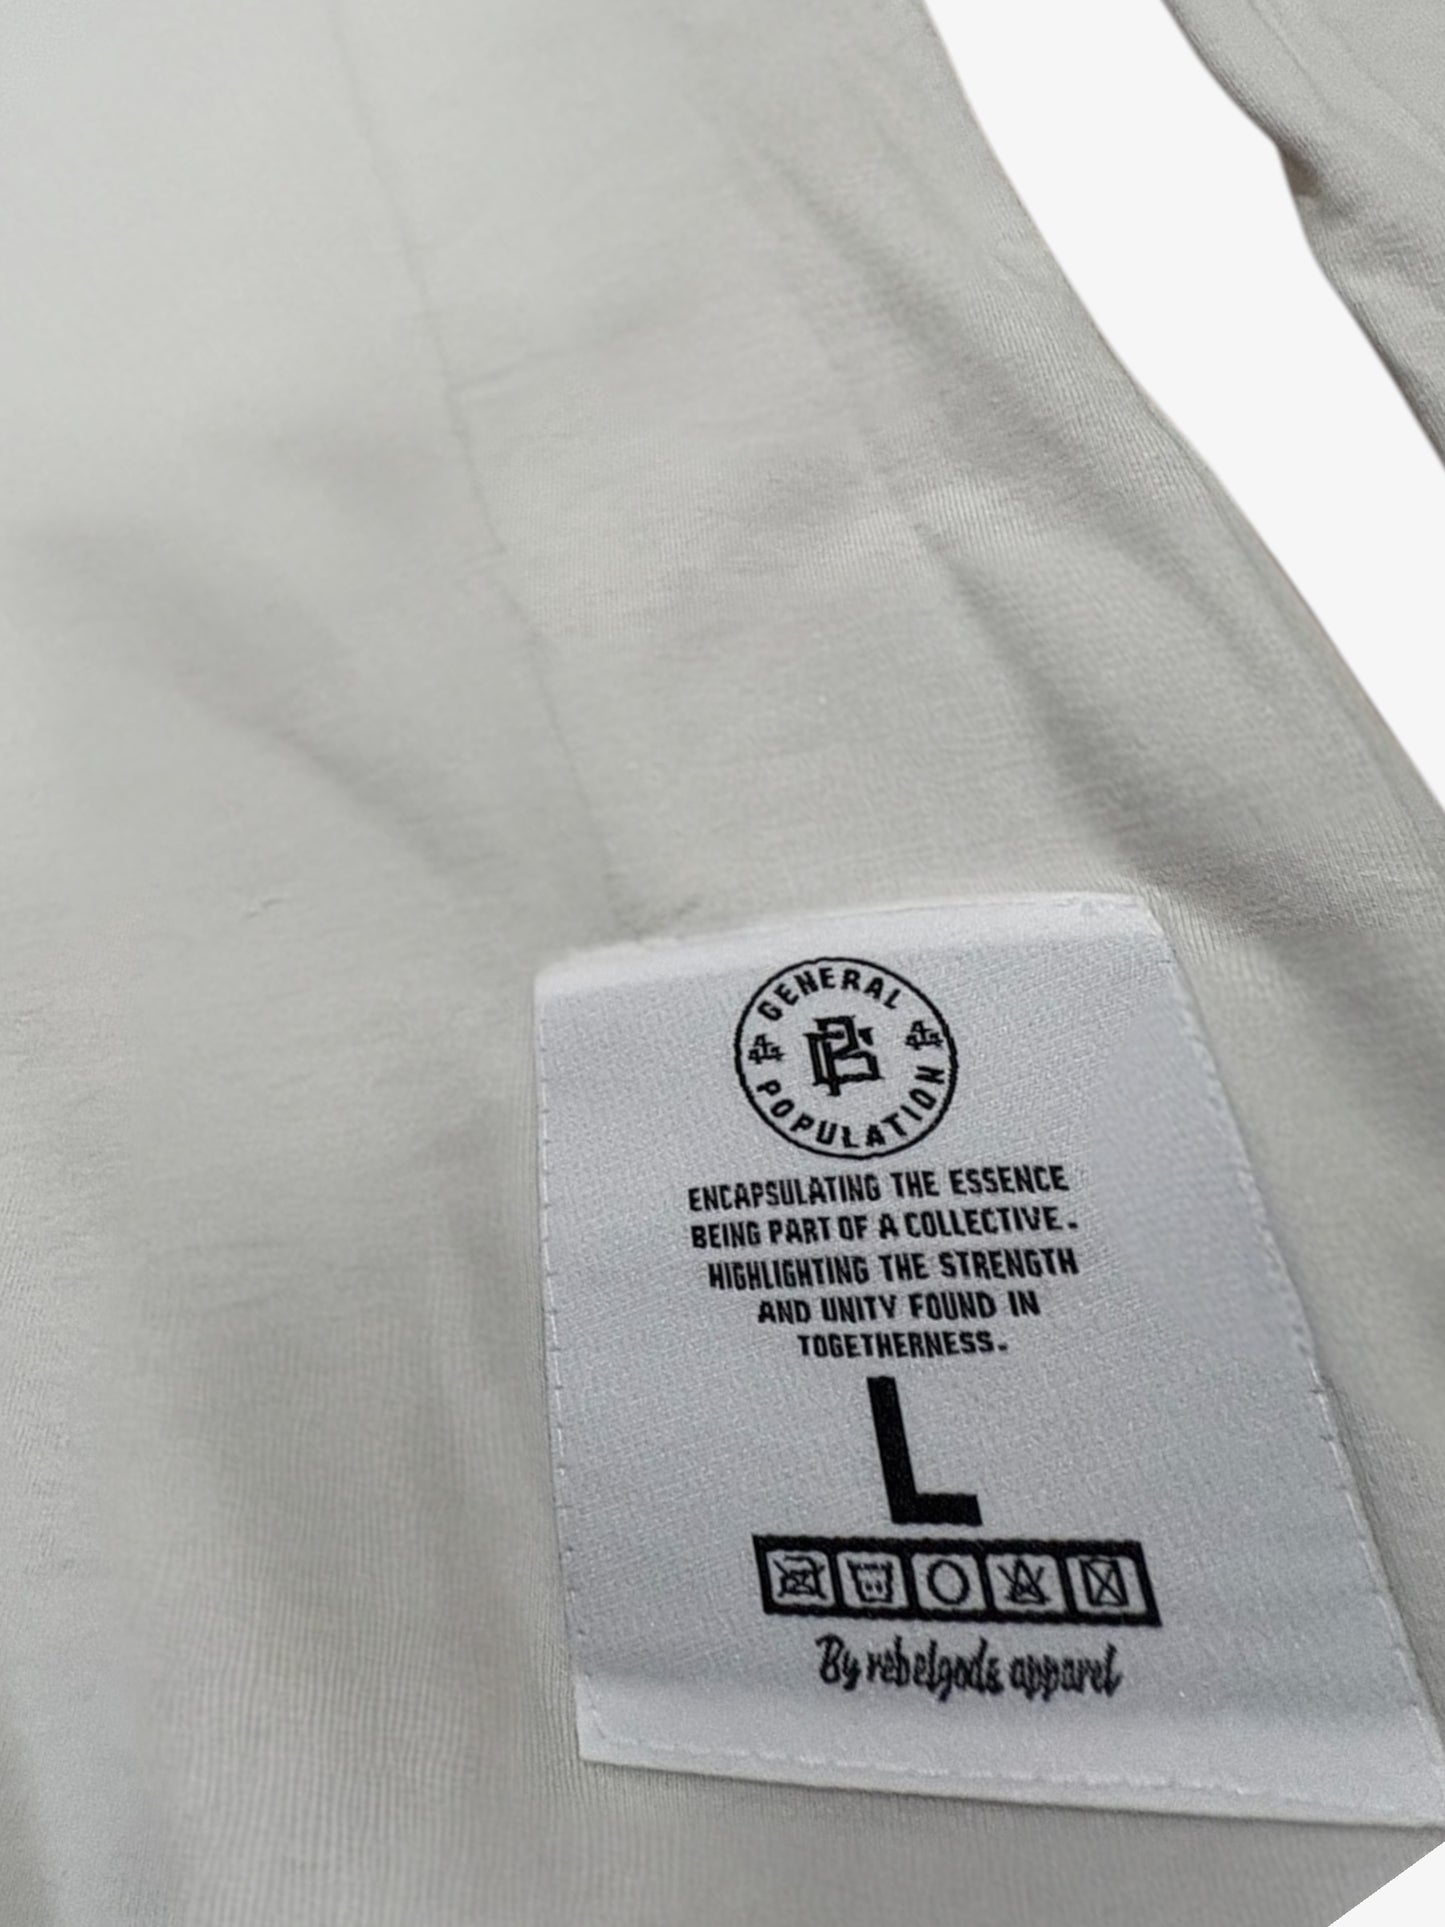 GENERAL
POPULATION
ENCAPSULATING THE ESSENCE
BEING PART OF A COLLECTIVE.
HIGHLIGHTING THE STRENGTH
AND UNITY FOUND IN
TOGETHERNESS.
L
By rebelgods apparel